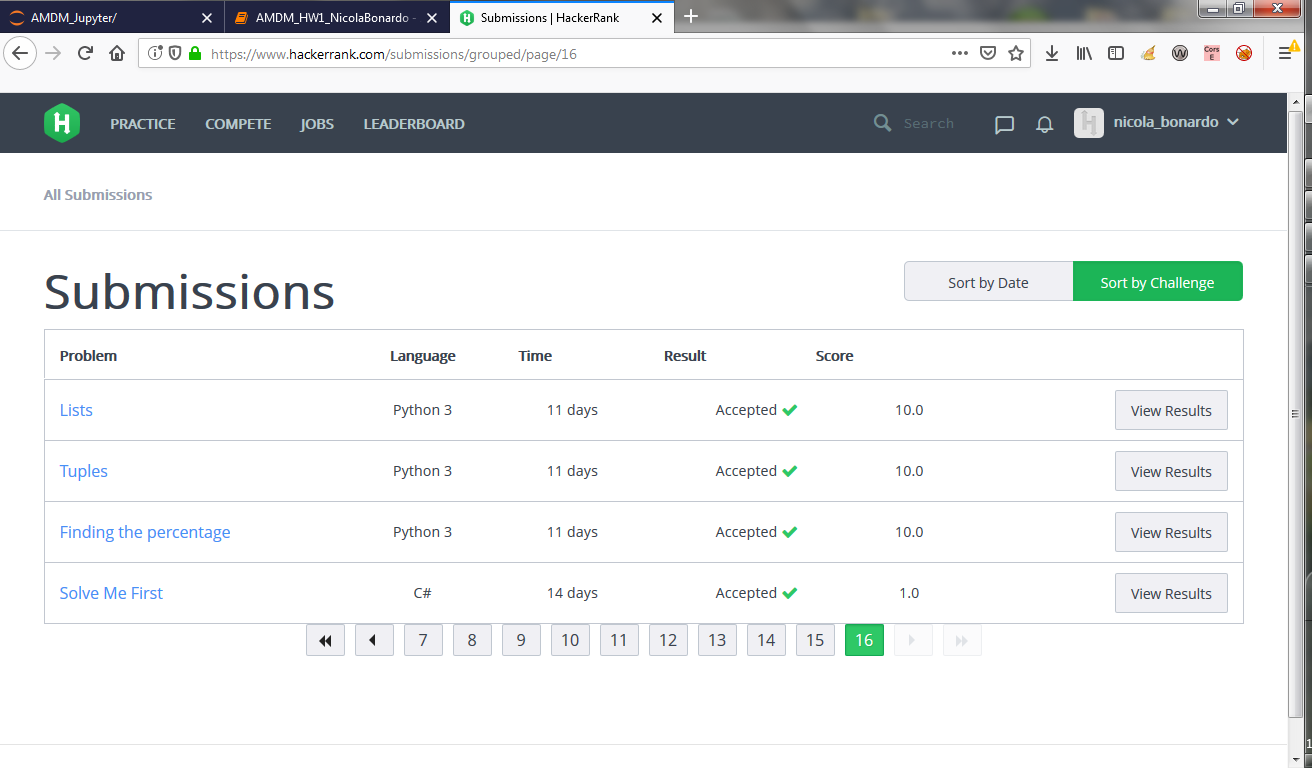 AMDM_Jupyter/ AMDM_HW1_NicolaBonardo - Submissions | HackerRank
https://www.hackerrank.com/submissions/grouped/page/16 Cors E
H PRACTICE COMPETE JOBS LEADERBOARD Search nicola_bonardo
All Submissions
Submissions Sort by Date Sort by Challenge
Problem Language Time Result Score
Lists Python 3 11 days Accepted 10.0 View Results
Tuples Python 3 11 days Accepted 10.0 View Results
Finding the percentage Python 3 11 days Accepted 10.0 View Results
Solve Me First C# 14 days Accepted 1.0 View Results
7 8 9 10 11 12 13 14 15 16